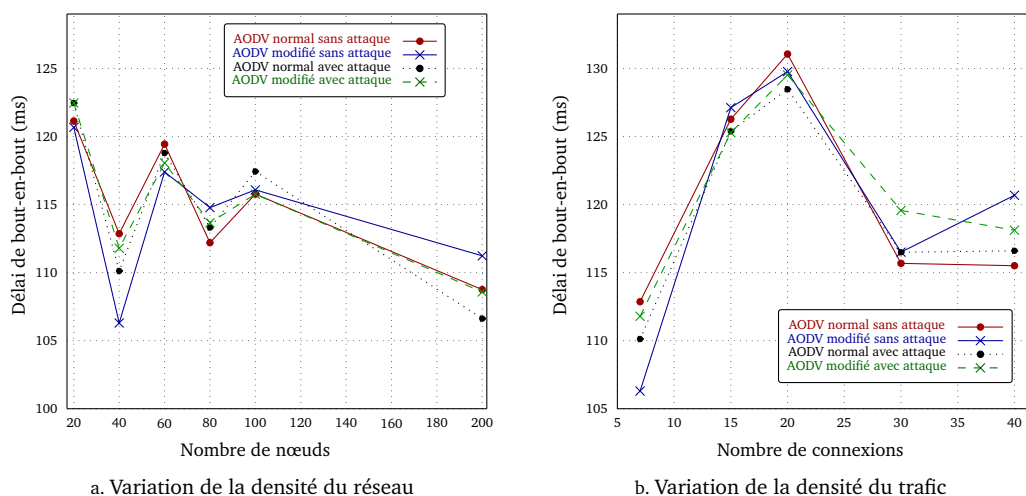 AODV normal sans attaque
AODV modifié sans attaque
AODV normal avec attaque
AODV modifié avec attaque
Délai de bout-en-bout (ms)
125
120
115
110
105
100
20 40 60 80 100 120 140 160 180 200
Nombre de nœuds
a. Variation de la densité du réseau
Délai de bout-en-bout (ms)
130
125
120
115
110
105
AODV normal sans attaque
AODV modifié sans attaque
AODV normal avec attaque
AODV modifié avec attaque
5 10 15 20 25 30 35 40
Nombre de connexions
b. Variation de la densité du trafic